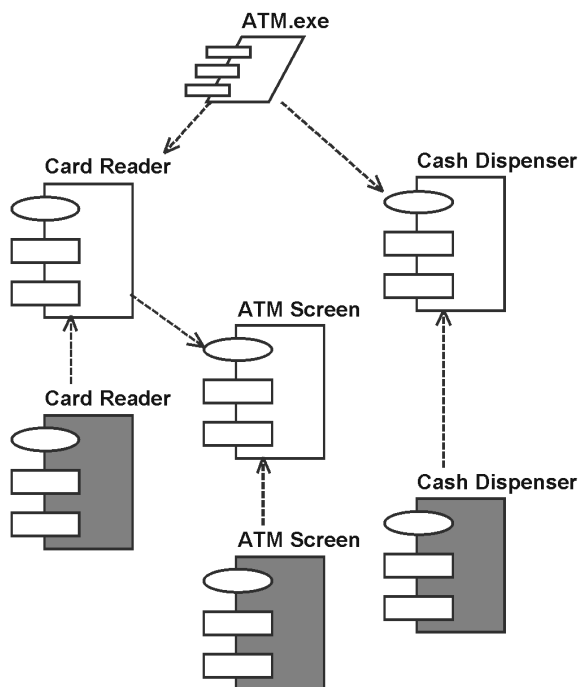 ATM.exe
Card Reader
Cash Dispenser
ATM Screen
Card Reader
Cash Dispenser
ATM Screen